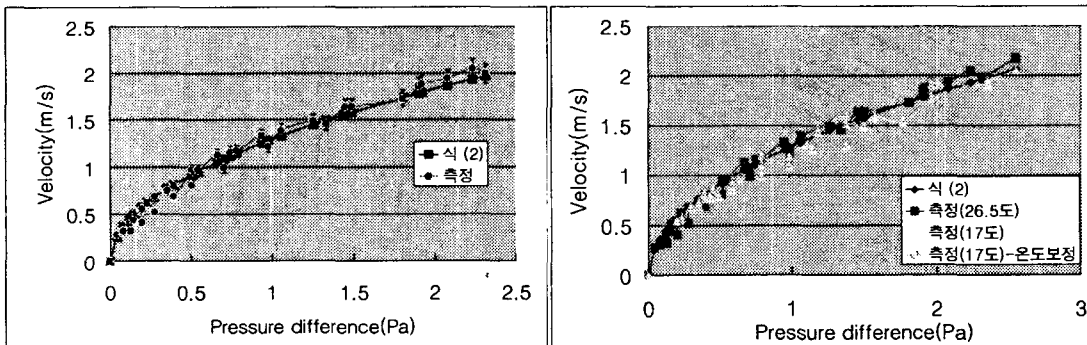 2.5
2
1.5
1
0.5
0
Velocity(m/s)
0 0.5 1 1.5 2 2.5
Pressure difference(Pa)
식 (2)
측정
2.5
2
1.5
1
0.5
0
Velocity(m/s)
0 1 2 3
Pressure difference(Pa)
식 (2)
측정(26.5도)
측정(17도)
측정(17도)-온도보정